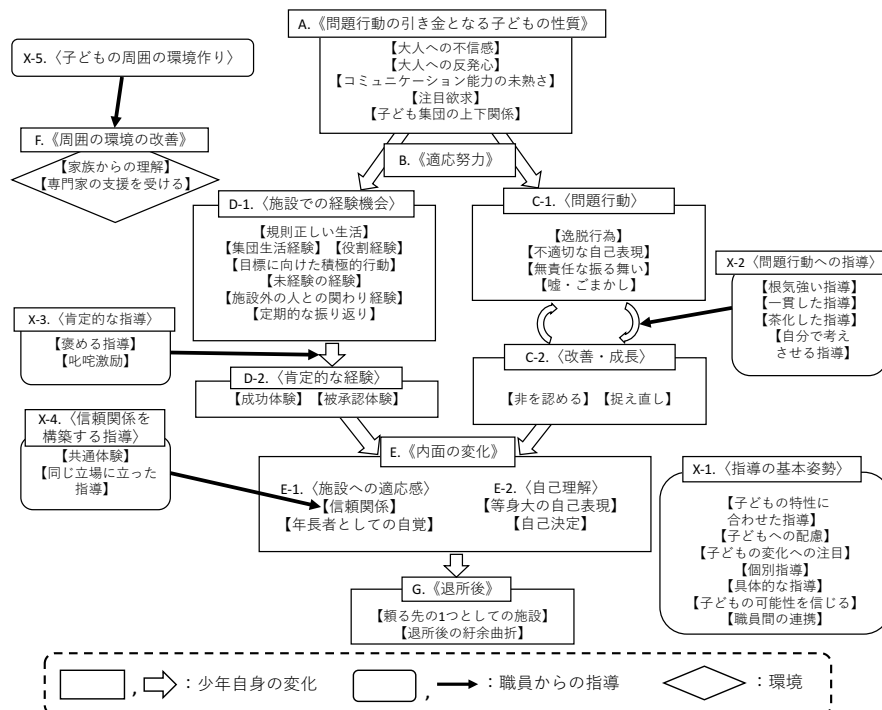 A.《問題行動の引き金となる子どもの性質》
【大人への不信感】
【大人への反発心】
【コミュニケーション能力の未熟さ】
【注目欲求】
【子ども集団の上下関係】
X-5.〈子どもの周囲の環境作り〉
F.《周囲の環境の改善》
【家族からの理解】
【専門家の支援を受ける】
B.《適応努力》
D-1.〈施設での経験機会〉
【規則正しい生活】
【集団生活経験】【役割経験】
【目標に向けた積極的行動】
【未経験の経験】
【施設外の人との関わり経験】
【定期的な振り返り】
C-1.〈問題行動〉
【逸脱行為】
【不適切な自己表現】
【無責任な振る舞い】
【嘘・ごまかし】
X-2〈問題行動への指導〉
【根気強い指導】
【一貫した指導】
【茶化した指導】
【自分で考え
させる指導】
X-3.〈肯定的な指導〉
【褒める指導】
【叱咤激励】
D-2.〈肯定的な経験〉
【成功体験】【被承認体験】
C-2.〈改善・成長〉
【非を認める】【捉え直し】
X-4.〈信頼関係を
構築する指導〉
【共通体験】
【同じ立場に立った
指導】
E.《内面の変化》
E-1.〈施設への適応感〉
【信頼関係】
【年長者としての自覚】
E-2.〈自己理解〉
【等身大の自己表現】
【自己決定】
X-1.〈指導の基本姿勢〉
【子どもの特性に
合わせた指導】
【子どもへの配慮】
【子どもの変化への注目】
【個別指導】
【具体的な指導】
【子どもの可能性を信じる】
【職員間の連携】
G.《退所後》
【頼る先の1つとしての施設】
【退所後の紆余曲折】
, ：少年自身の変化
, ：職員からの指導
：環境